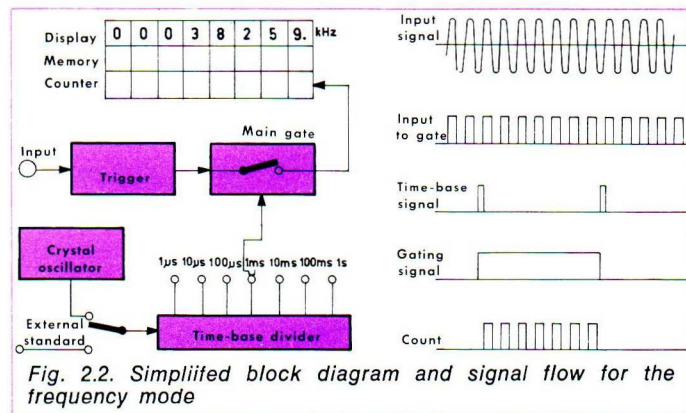 Display 0 0 0 3 8 2 5 9. kHz
Memory
Counter
Main gate
Input
Trigger
Crystal oscillator
1μs 10μs 100μs 1ms 10ms 100ms 1s
External standard
Time-base divider
Input signal
Input to gate
Time-base signal
Gating signal
Count
Fig. 2.2. Simpliifed block diagram and signal flow for the
frequency mode